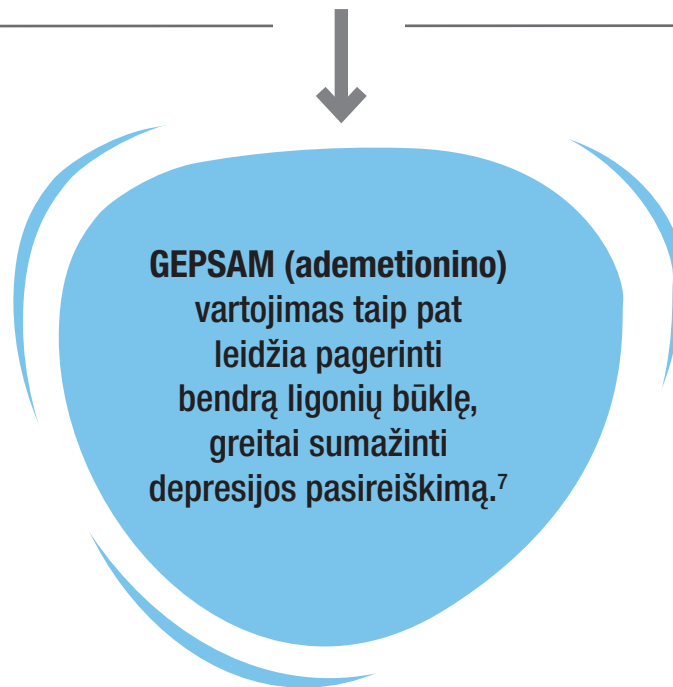 GEPSAM (ademetionino)
vartojimas taip pat
leidžia pagerinti
bendrą ligonių būklę,
greitai sumažinti
depresijos pasireiškimą.⁷